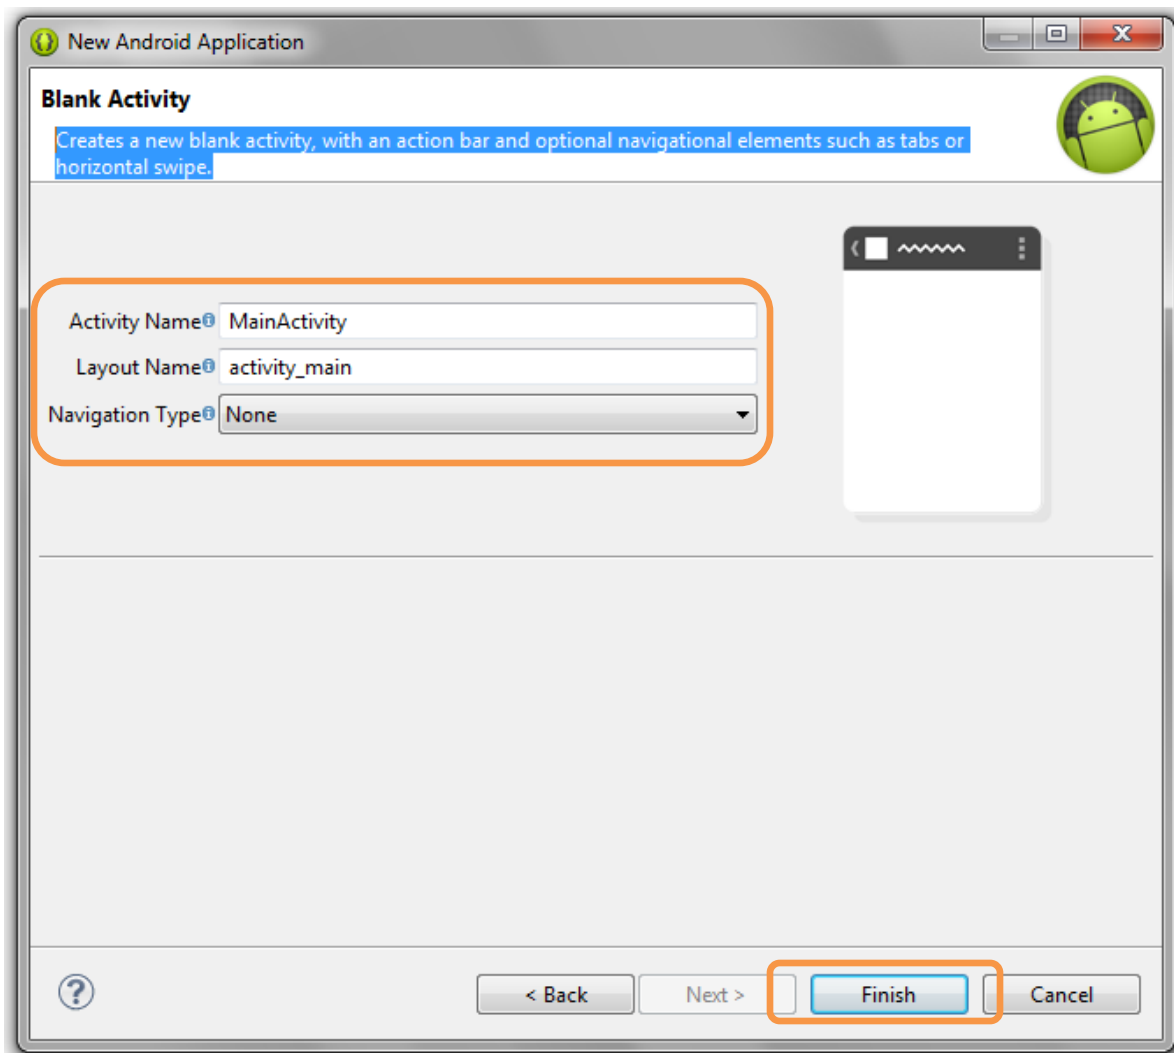 New Android Application
Blank Activity
Creates a new blank activity, with an action bar and optional navigational elements such as tabs or
horizontal swipe.
Activity Name MainActivity
Layout Name activity_main
Navigation Type None
< Back Next > Finish Cancel